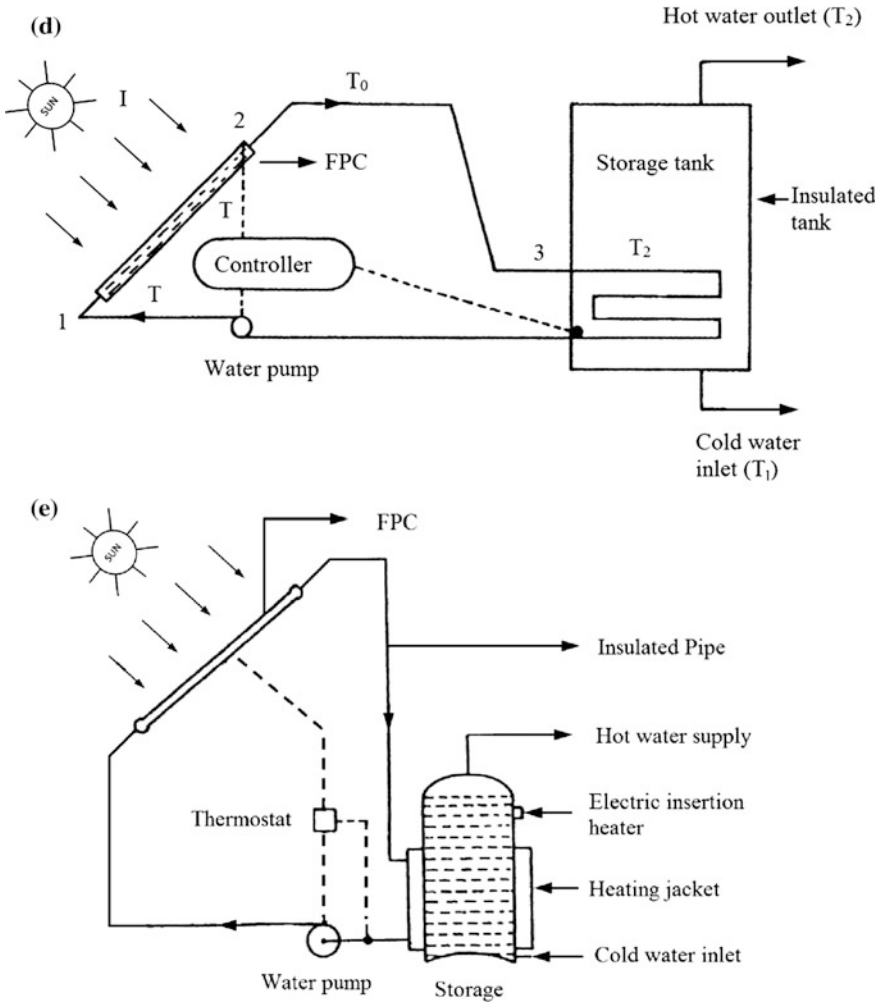 (d)
Hot water outlet (T₂)
SUN
I
T₀
2
FPC
Storage tank
Insulated
tank
T
Controller
3
T₂
T
1
Water pump
Cold water
inlet (T₁)
(e)
FPC
SUN
Insulated Pipe
Hot water supply
Electric insertion
heater
Thermostat
Heating jacket
Cold water inlet
Water pump
Storage